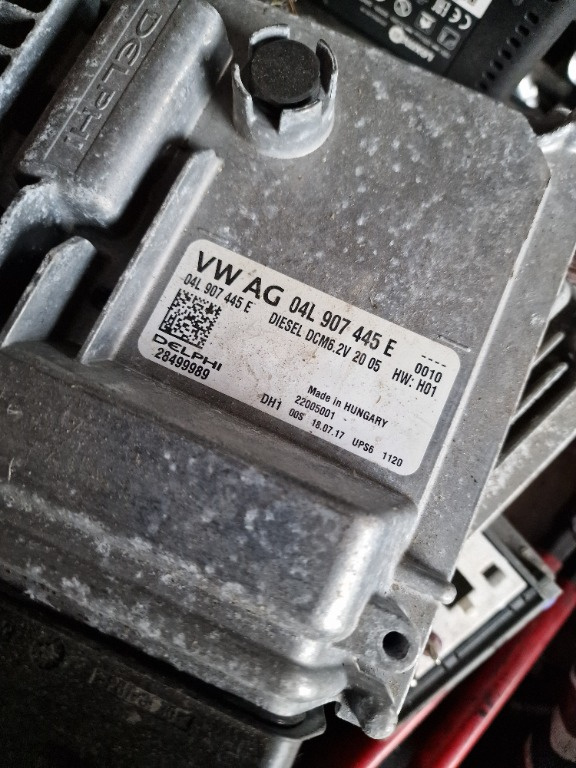 DELPHI
Lenovo
VW AG 04L 907 445 E ----
04L 907 445 E DIESEL DCM6.2V 20 05 0010
HW: H01
DELPHI
28499989
Made in HUNGARY
22005001 -
DH1 005 18.07.17 UPS6 1120